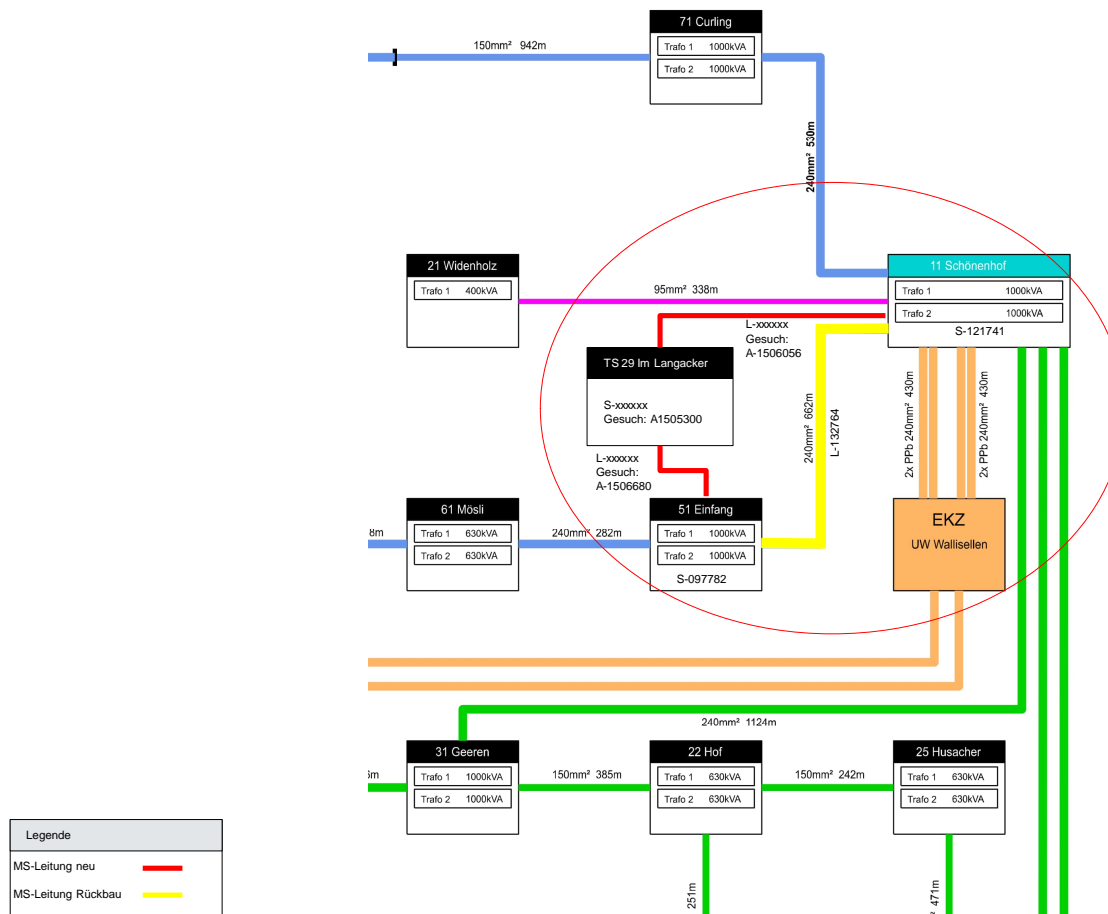 71 Curling
150mm² 942m
Trafo 1 1000kVA
Trafo 2 1000kVA
240mm² 530m
21 Widenholz
Trafo 1 400kVA
95mm² 338m
11 Schönenhof
Trafo 1 1000kVA
Trafo 2 1000kVA
S-121741
L-xxxxxx
Gesuch:
A-1506056
TS 29 Im Langacker
S-xxxxxx
Gesuch: A1505300
L-xxxxxx
Gesuch:
A-1506680
240mm² 662m
L-132764
2x PPb 240mm² 430m
2x PPb 240mm² 430m
61 Mösli
8m
Trafo 1 630kVA
Trafo 2 630kVA
240mm² 282m
51 Einfang
Trafo 1 1000kVA
Trafo 2 1000kVA
S-097782
EKZ
UW Wallisellen
240mm² 1124m
31 Geeren
Trafo 1 1000kVA
Trafo 2 1000kVA
150mm² 385m
22 Hof
Trafo 1 630kVA
Trafo 2 630kVA
150mm² 242m
25 Husacher
Trafo 1 630kVA
Trafo 2 630kVA
251m
471m
Legende
MS-Leitung neu
MS-Leitung Rückbau